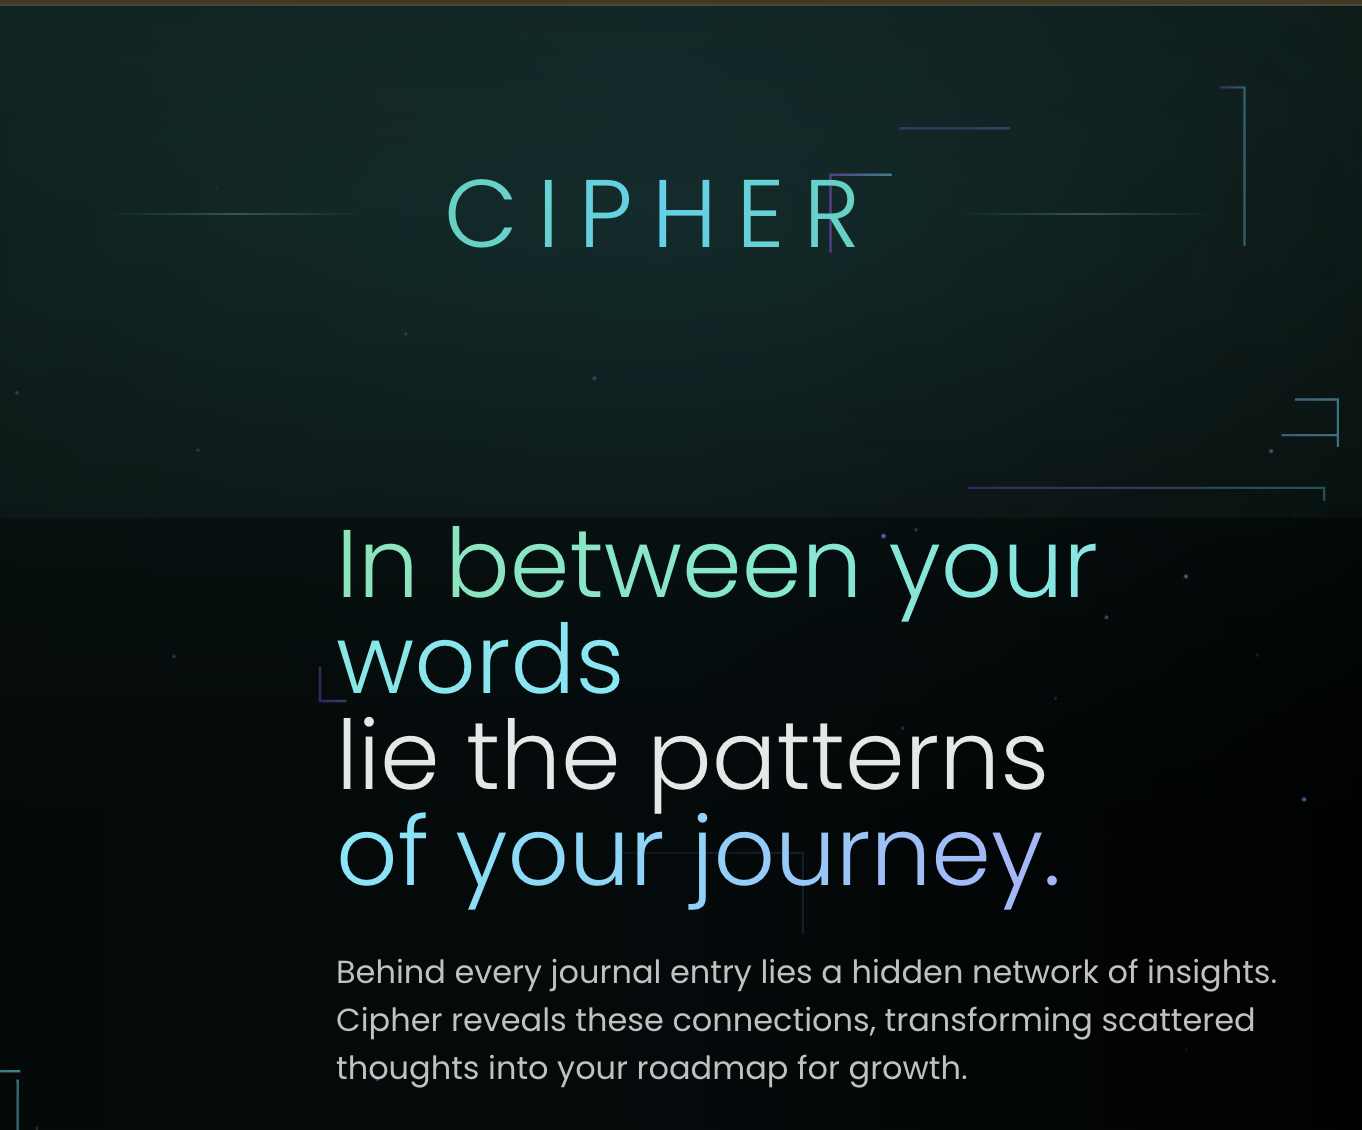 CIPHER
In between your
words
lie the patterns
of your journey.
Behind every journal entry lies a hidden network of insights.
Cipher reveals these connections, transforming scattered
thoughts into your roadmap for growth.